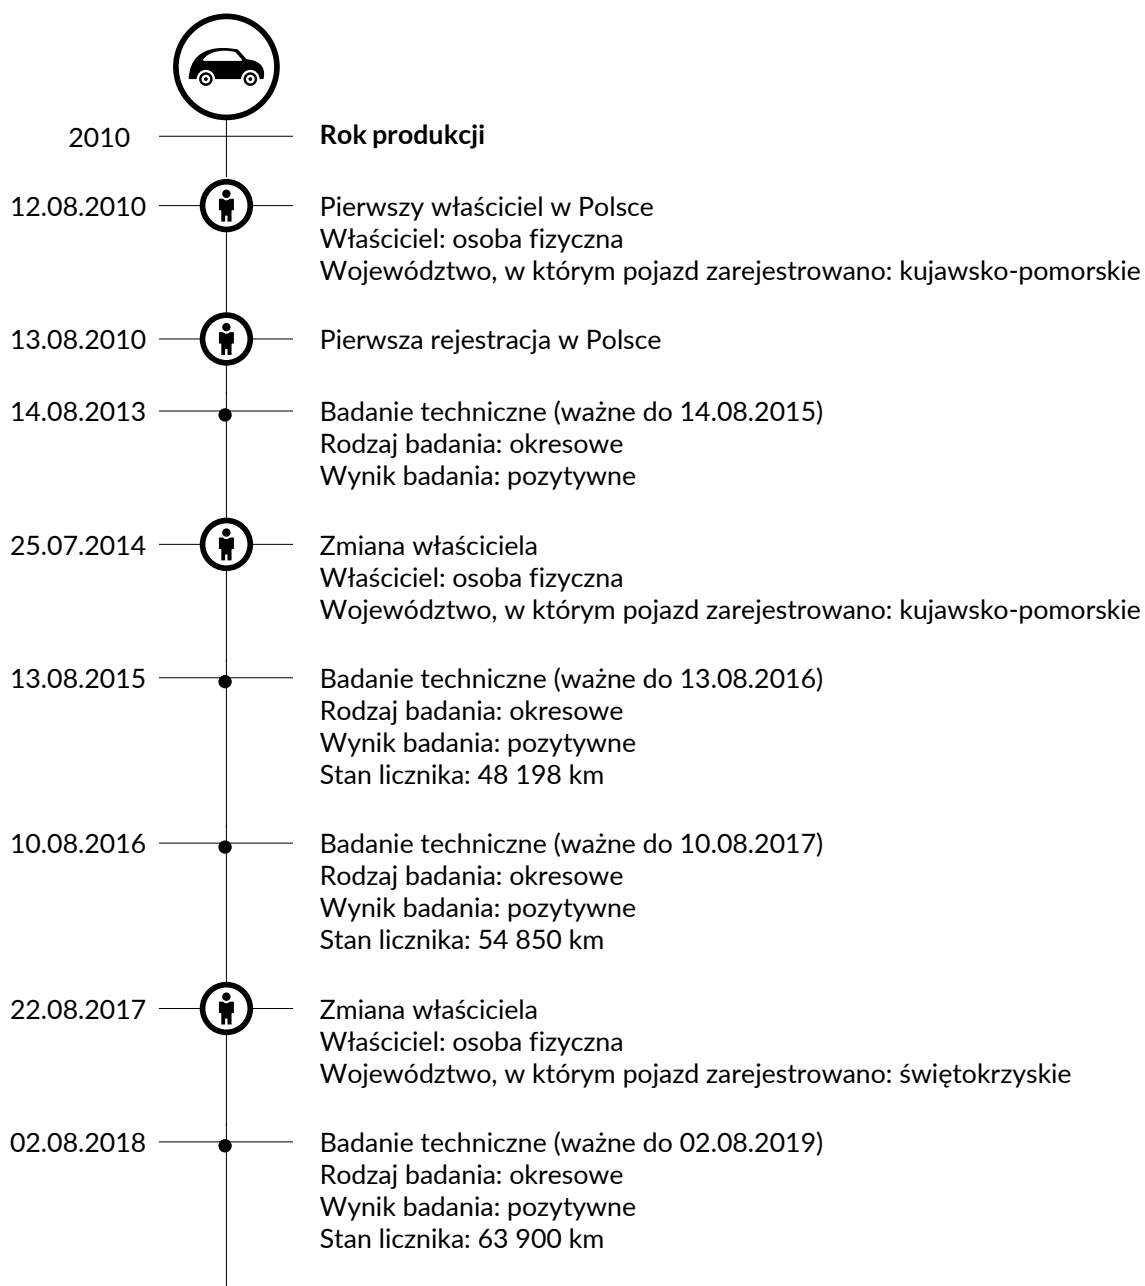 2010 Rok produkcji
12.08.2010 Pierwszy właściciel w Polsce
Właściciel: osoba fizyczna
Województwo, w którym pojazd zarejestrowano: kujawsko-pomorskie
13.08.2010 Pierwsza rejestracja w Polsce
14.08.2013 Badanie techniczne (ważne do 14.08.2015)
Rodzaj badania: okresowe
Wynik badania: pozytywne
25.07.2014 Zmiana właściciela
Właściciel: osoba fizyczna
Województwo, w którym pojazd zarejestrowano: kujawsko-pomorskie
13.08.2015 Badanie techniczne (ważne do 13.08.2016)
Rodzaj badania: okresowe
Wynik badania: pozytywne
Stan licznika: 48 198 km
10.08.2016 Badanie techniczne (ważne do 10.08.2017)
Rodzaj badania: okresowe
Wynik badania: pozytywne
Stan licznika: 54 850 km
22.08.2017 Zmiana właściciela
Właściciel: osoba fizyczna
Województwo, w którym pojazd zarejestrowano: świętokrzyskie
02.08.2018 Badanie techniczne (ważne do 02.08.2019)
Rodzaj badania: okresowe
Wynik badania: pozytywne
Stan licznika: 63 900 km